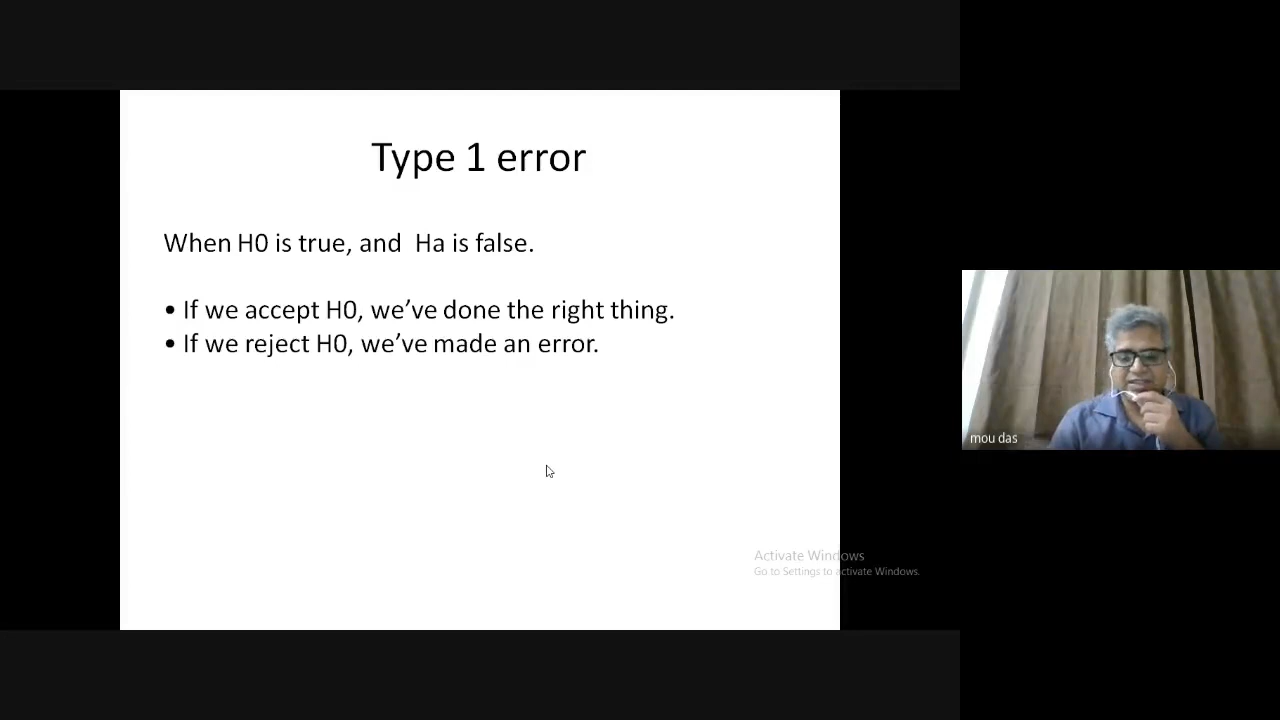 Type 1 error
When H0 is true, and Ha is false.
• If we accept H0, we’ve done the right thing.
• If we reject H0, we’ve made an error.
mou das
Activate Windows
Go to Settings to activate Windows.